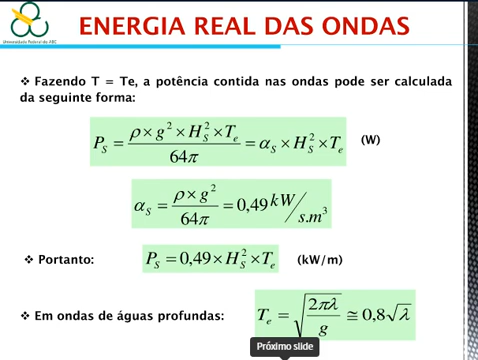 Universidade Federal do ABC
ENERGIA REAL DAS ONDAS
❖ Fazendo T = Te, a potência contida nas ondas pode ser calculada
da seguinte forma:
P_S = (ρ × g² × H_S² × T_e) / 64π = α_S × H_S² × T_e (W)
α_S = (ρ × g²) / 64π = 0,49 kW/s.m³
❖ Portanto: P_S = 0,49 × H_S² × T_e (kW/m)
❖ Em ondas de águas profundas: T_e = √(2πλ / g) ≅ 0,8√λ
Próximo slide